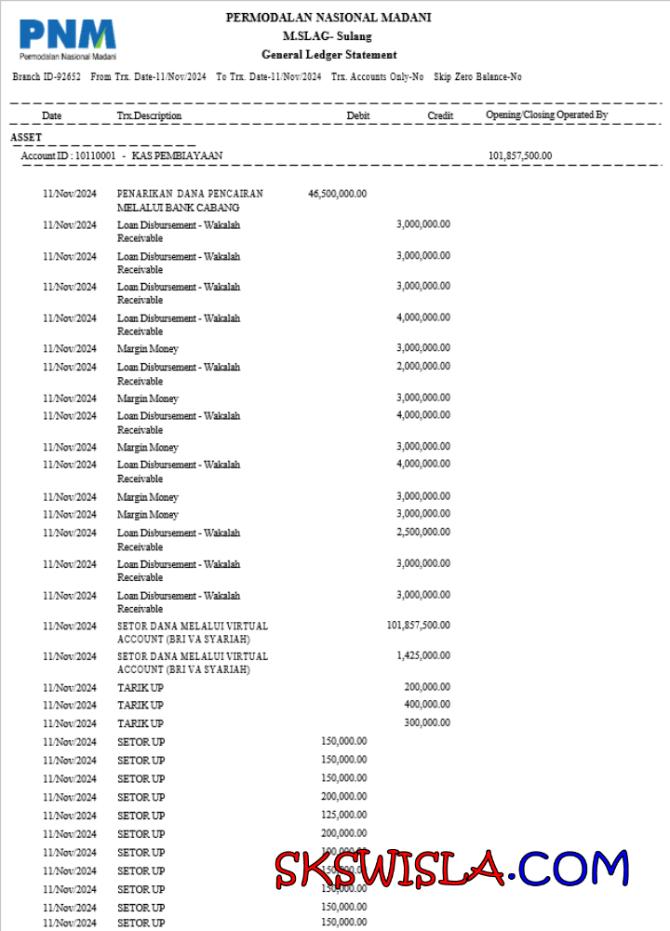 PNM
Permodalan Nasional Madani
PERMODALAN NASIONAL MADANI
M.SLAG- Sulang
General Ledger Statement
Branch ID-92652 From Trx. Date-11/Nov/2024 To Trx. Date-11/Nov/2024 Trx. Accounts Only-No Skip Zero Balance-No
Date Trx.Description Debit Credit Opening/Closing Operated By
ASSET
Account ID : 10110001 - KAS PEMBIAYAAN 101,857,500.00
11/Nov/2024 PENARIKAN DANA PENCAIRAN 46,500,000.00
MELALUI BANK CABANG
11/Nov/2024 Loan Disbursement - Wakalah 3,000,000.00
Receivable
11/Nov/2024 Loan Disbursement - Wakalah 3,000,000.00
Receivable
11/Nov/2024 Loan Disbursement - Wakalah 3,000,000.00
Receivable
11/Nov/2024 Loan Disbursement - Wakalah 4,000,000.00
Receivable
11/Nov/2024 Margin Money 3,000,000.00
11/Nov/2024 Loan Disbursement - Wakalah 2,000,000.00
Receivable
11/Nov/2024 Margin Money 3,000,000.00
11/Nov/2024 Loan Disbursement - Wakalah 4,000,000.00
Receivable
11/Nov/2024 Margin Money 3,000,000.00
11/Nov/2024 Loan Disbursement - Wakalah 4,000,000.00
Receivable
11/Nov/2024 Margin Money 3,000,000.00
11/Nov/2024 Margin Money 3,000,000.00
11/Nov/2024 Loan Disbursement - Wakalah 2,500,000.00
Receivable
11/Nov/2024 Loan Disbursement - Wakalah 3,000,000.00
Receivable
11/Nov/2024 Loan Disbursement - Wakalah 3,000,000.00
Receivable
11/Nov/2024 SETOR DANA MELALUI VIRTUAL 101,857,500.00
ACCOUNT (BRI VA SYARIAH)
11/Nov/2024 SETOR DANA MELALUI VIRTUAL 1,425,000.00
ACCOUNT (BRI VA SYARIAH)
11/Nov/2024 TARIK UP 200,000.00
11/Nov/2024 TARIK UP 400,000.00
11/Nov/2024 TARIK UP 300,000.00
11/Nov/2024 SETOR UP 150,000.00
11/Nov/2024 SETOR UP 150,000.00
11/Nov/2024 SETOR UP 150,000.00
11/Nov/2024 SETOR UP 200,000.00
11/Nov/2024 SETOR UP 125,000.00
11/Nov/2024 SETOR UP 200,000.00
11/Nov/2024 SETOR UP
11/Nov/2024 SETOR UP
11/Nov/2024 SETOR UP
11/Nov/2024 SETOR UP 150,000.00
11/Nov/2024 SETOR UP 150,000.00
SKSWISLA.COM